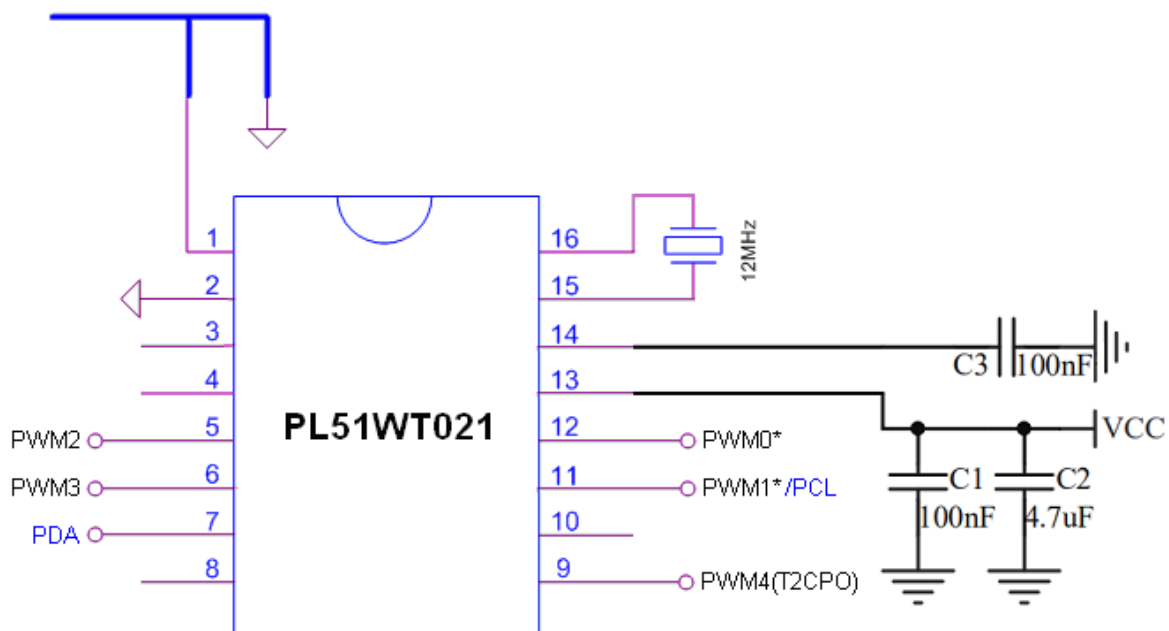 1
16
12MHz
2
15
3
14
C3
100nF
4
13
PL51WT021
VCC
PWM2
5
12
PWM0*
PWM3
6
11
PWM1*/PCL
C1
C2
100nF
4.7uF
PDA
7
10
8
9
PWM4(T2CPO)